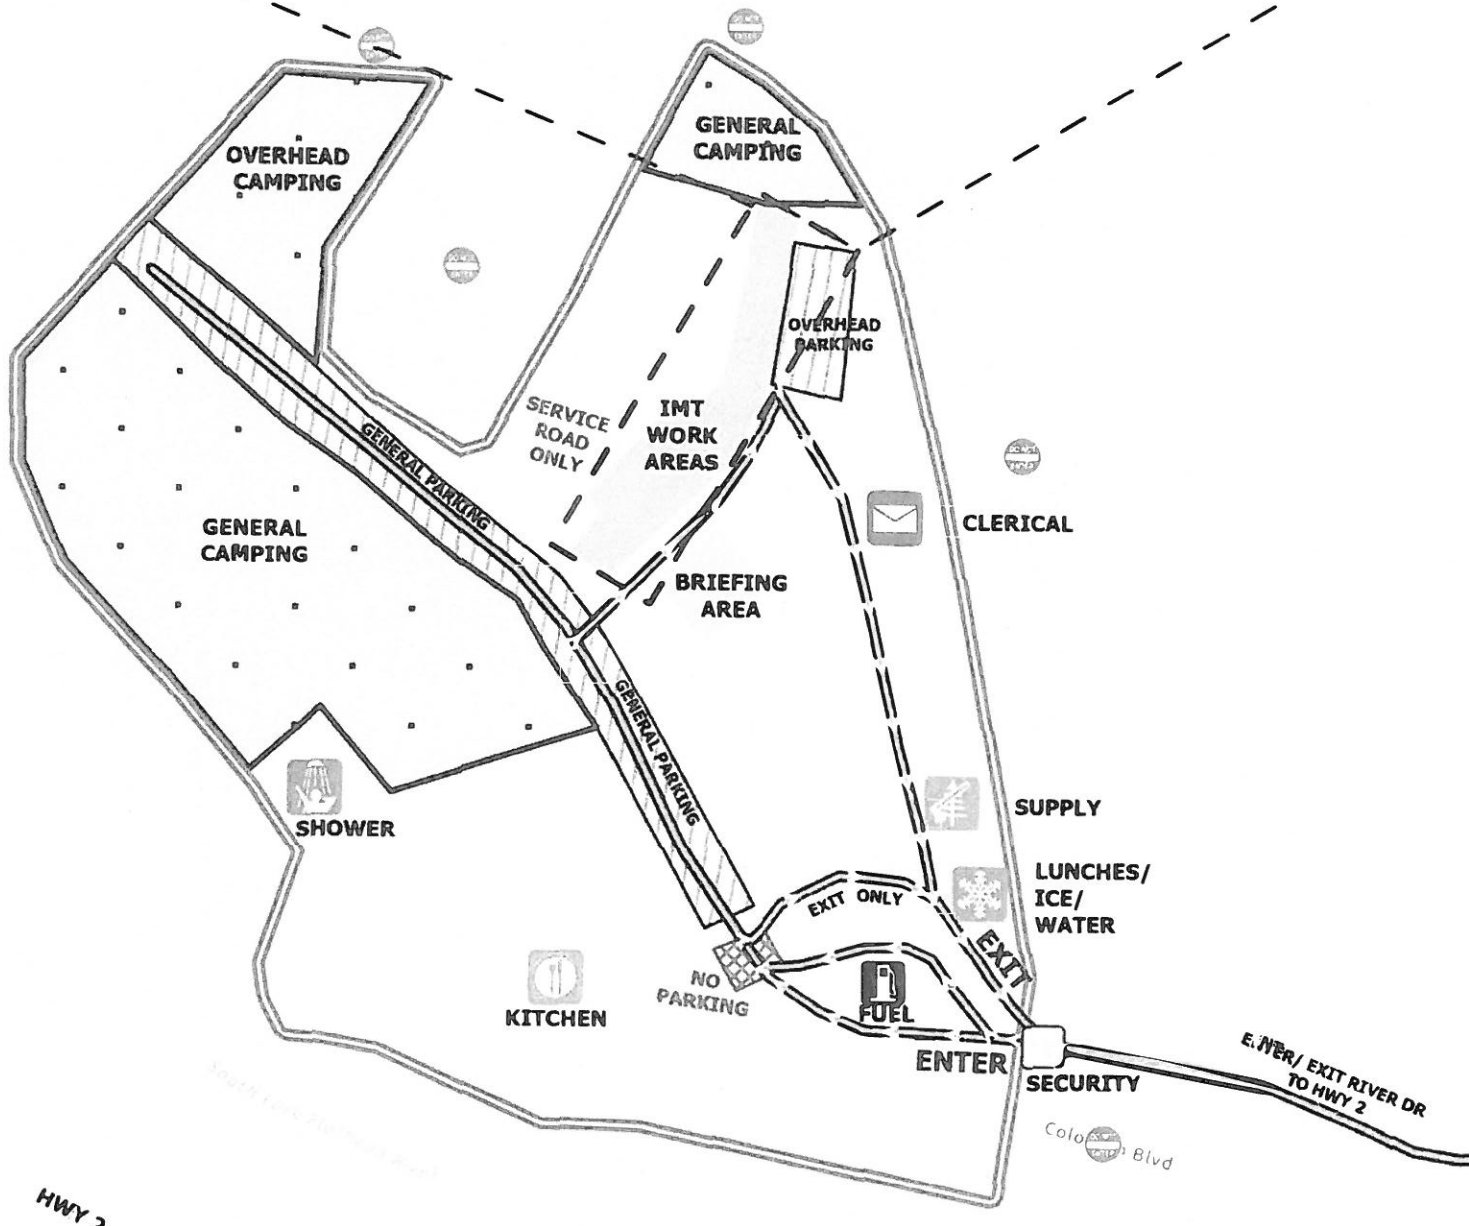 GENERAL
CAMPING
OVERHEAD
CAMPING
OVERHEAD
PARKING
SERVICE
ROAD
ONLY
IMT
WORK
AREAS
GENERAL PARKING
CLERICAL
GENERAL
CAMPING
BRIEFING
AREA
GENERAL PARKING
SHOWER
SUPPLY
LUNCHES/
ICE/
WATER
EXIT ONLY
EXIT
NO
PARKING
KITCHEN
FUEL
ENTER
SECURITY
ENTER/ EXIT RIVER DR
TO HWY 2
Blvd
HWY 2